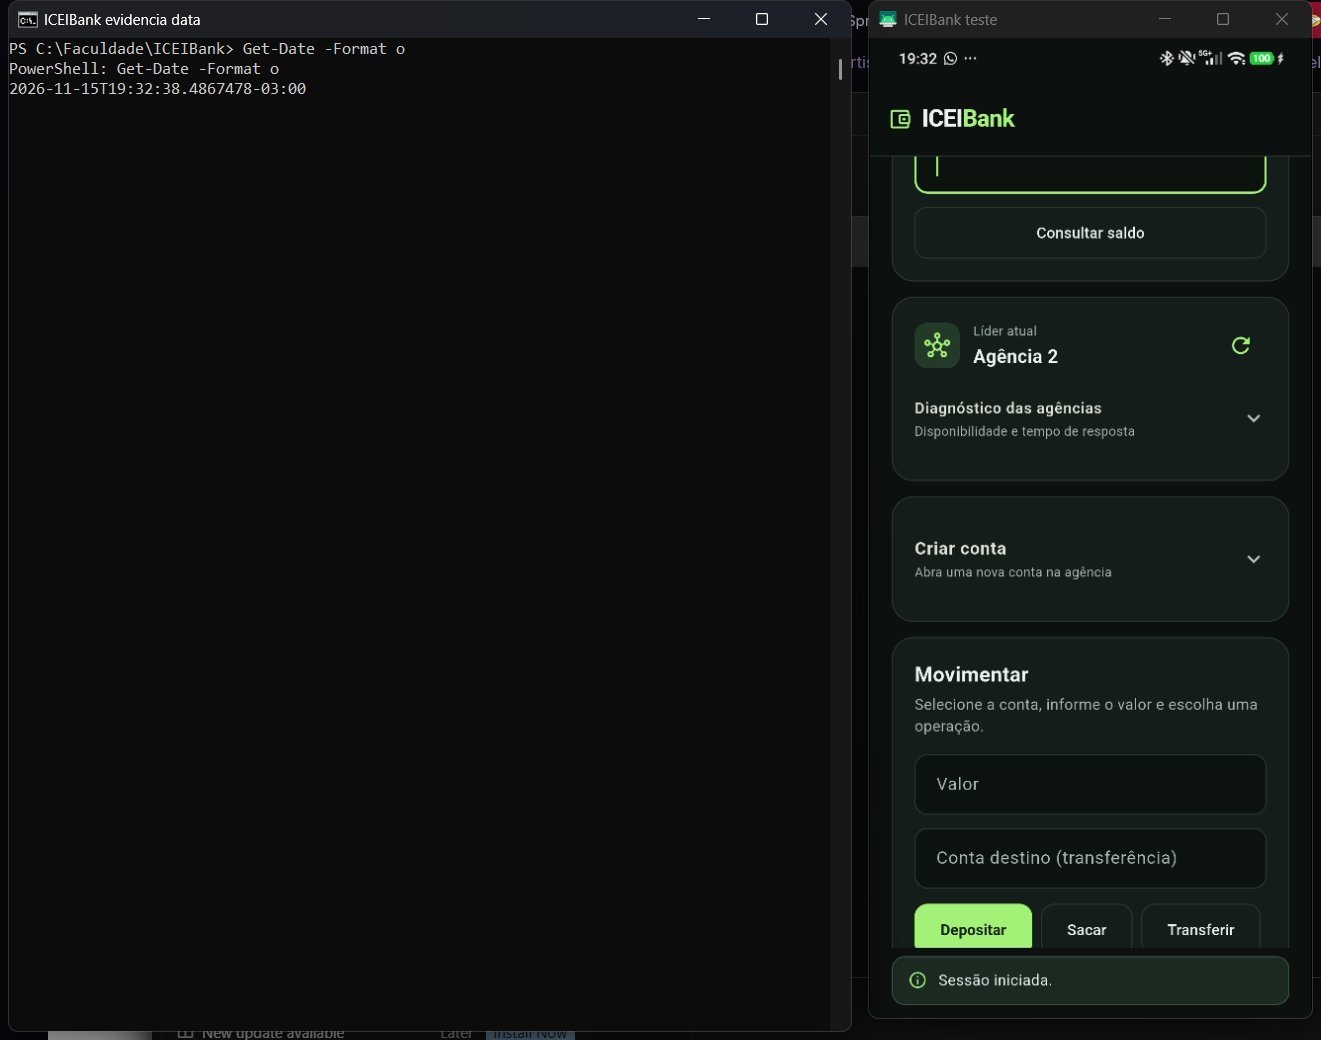 ICEIBank evidencia data
PS C:\Faculdade\ICEIBank> Get-Date -Format o
PowerShell: Get-Date -Format o
2026-11-15T19:32:38.4867478-03:00
New update available
Later
Install Now
ICEIBank teste
19:32
5G+
100
ICEIBank
Consultar saldo
Líder atual
Agência 2
Diagnóstico das agências
Disponibilidade e tempo de resposta
Criar conta
Abra uma nova conta na agência
Movimentar
Selecione a conta, informe o valor e escolha uma
operação.
Valor
Conta destino (transferência)
Depositar
Sacar
Transferir
Sessão iniciada.